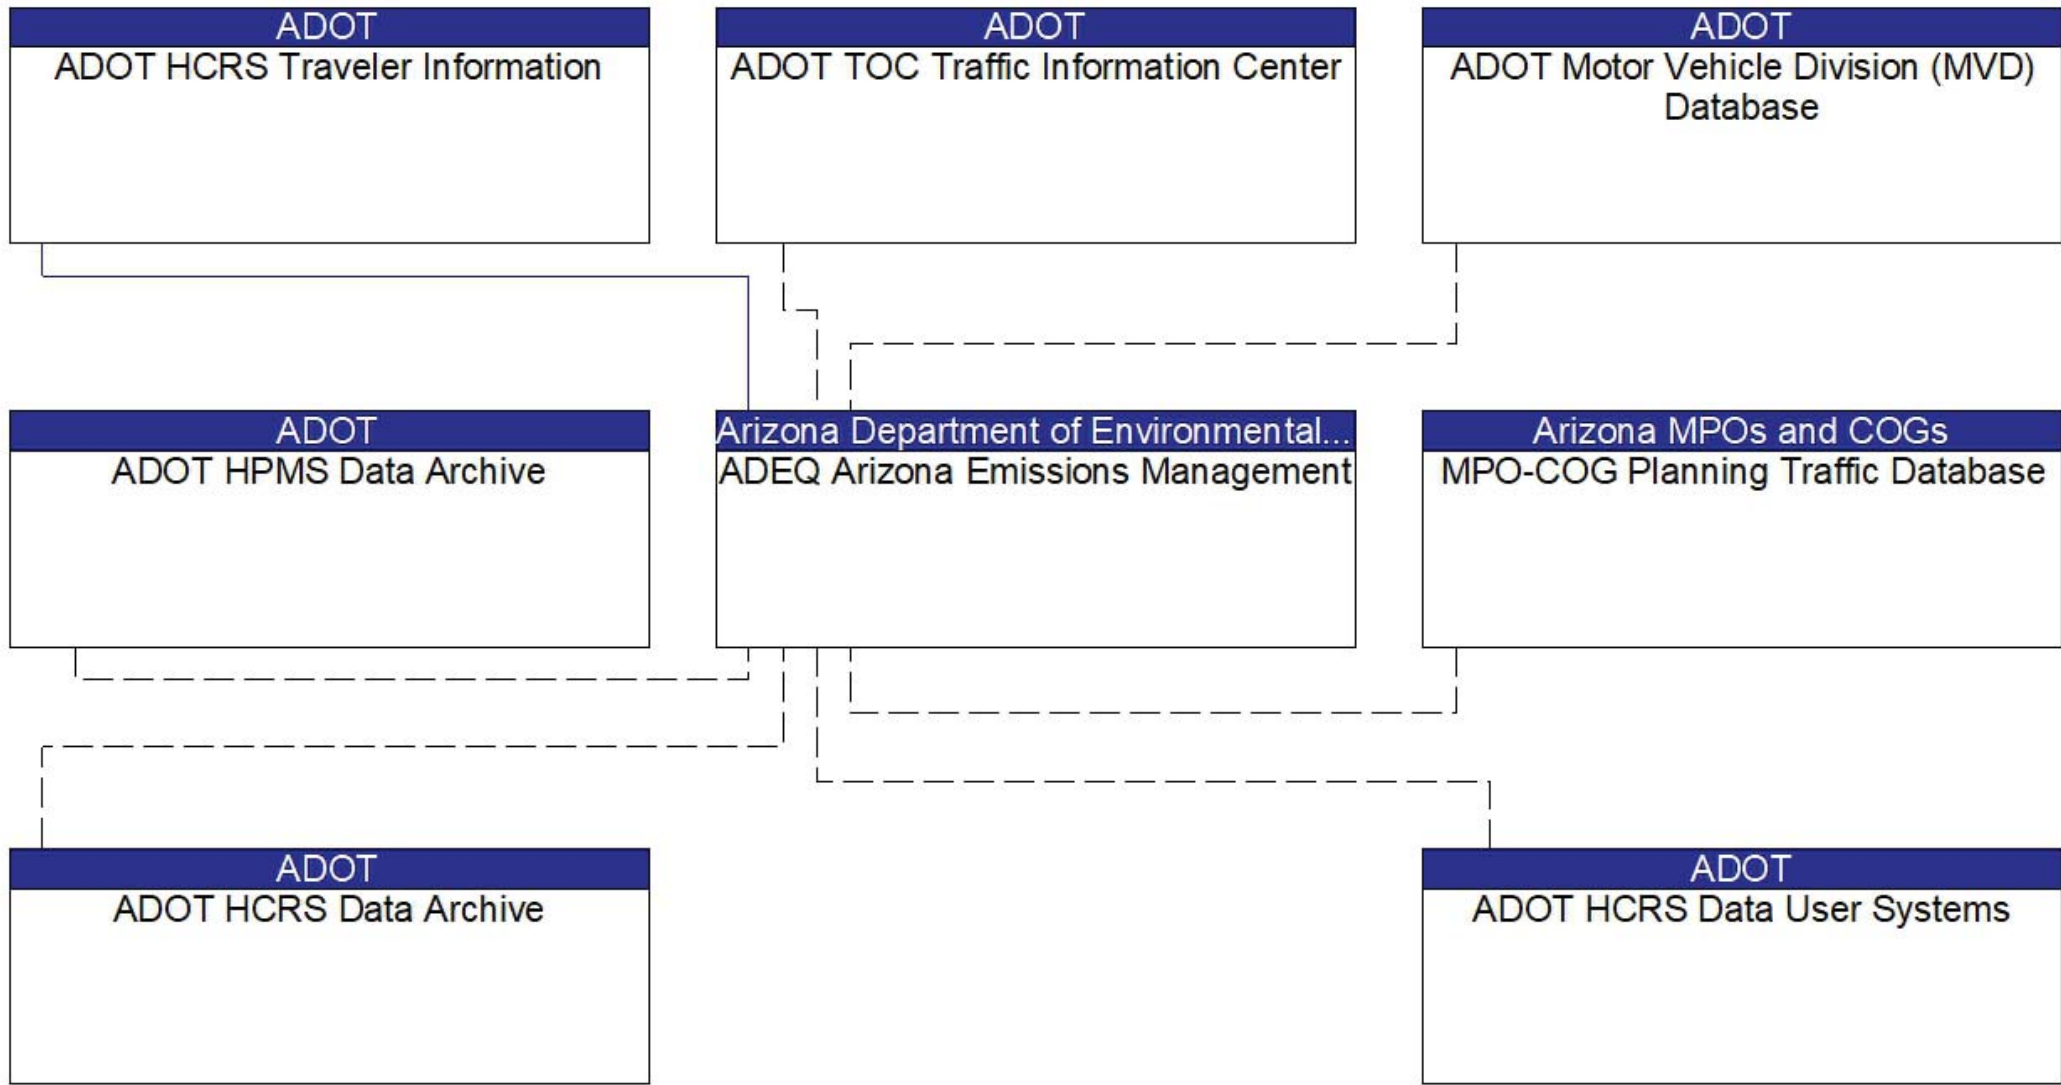 ADOT
ADOT HCRS Traveler Information
ADOT
ADOT TOC Traffic Information Center
ADOT
ADOT Motor Vehicle Division (MVD)
Database
ADOT
ADOT HPMS Data Archive
Arizona Department of Environmental...
ADEQ Arizona Emissions Management
Arizona MPOs and COGs
MPO-COG Planning Traffic Database
ADOT
ADOT HCRS Data Archive
ADOT
ADOT HCRS Data User Systems